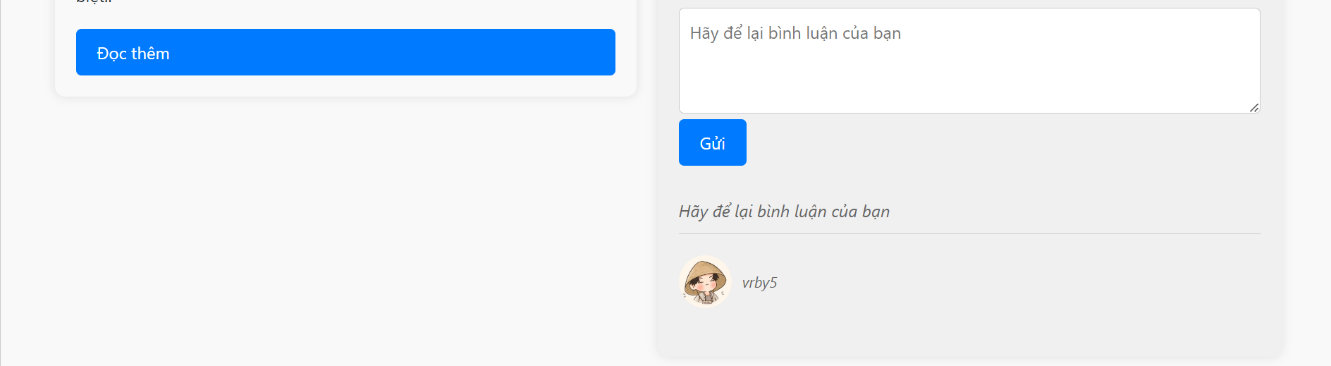 Đọc thêm
Hãy để lại bình luận của bạn
Gửi
Hãy để lại bình luận của bạn
vrby5